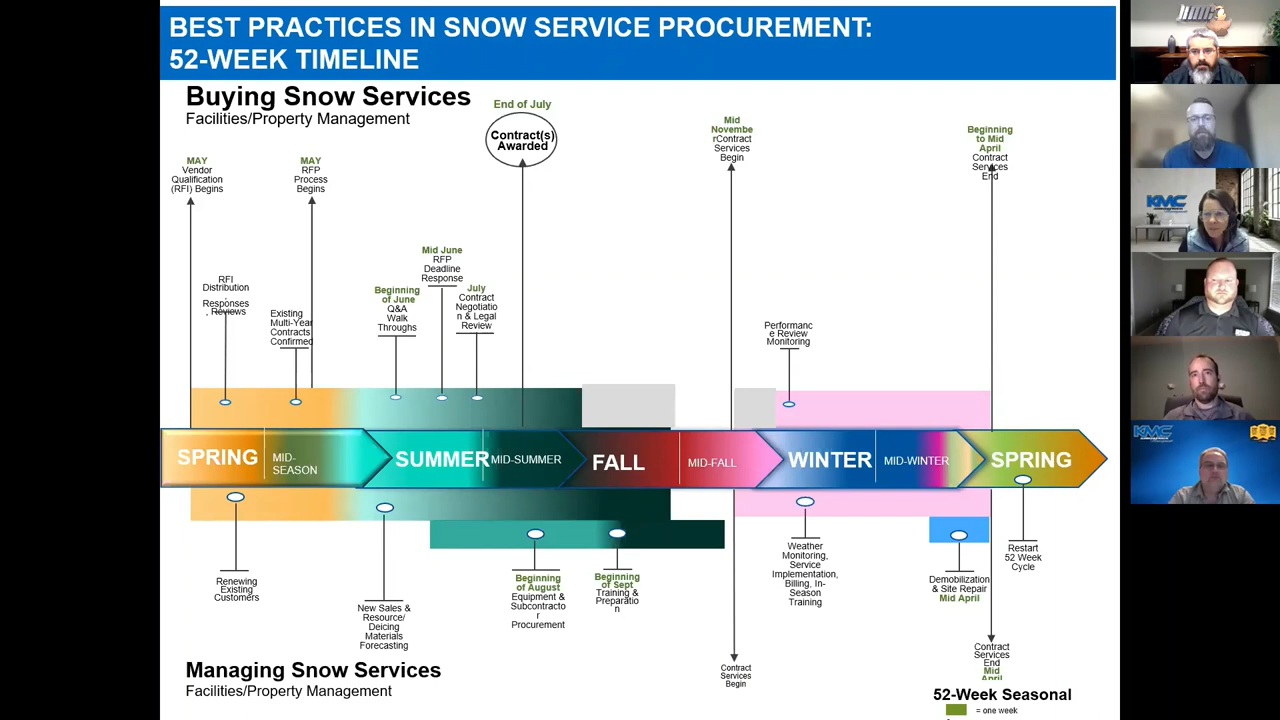 BEST PRACTICES IN SNOW SERVICE PROCUREMENT:
52-WEEK TIMELINE
Buying Snow Services
Facilities/Property Management
End of July
Contract(s)
Awarded
MAY
Vendor
Qualification
(RFI) Begins
MAY
RFP
Process
Begins
Mid
Novembe
rContract
Services
Begin
Beginning
to Mid
April
Contract
Services
End
RFI
Distribution
,
Responses
, Reviews
Existing
Multi-Year
Contracts
Confirmed
Beginning
of June
Q&A
Walk
Throughs
Mid June
RFP
Deadline
Response
July
Contract
Negotiatio
n & Legal
Review
Performanc
e Review
Monitoring
SPRING
MID-
SEASON
SUMMER
MID-SUMMER
FALL
MID-FALL
WINTER
MID-WINTER
SPRING
Renewing
Existing
Customers
New Sales &
Resource/
Deicing
Materials
Forecasting
Beginning
of August
Equipment &
Subcontracto
r
Procurement
Beginning
of Sept
Training &
Preparatio
n
Weather
Monitoring,
Service
Implementation,
Billing, In-
Season
Training
Demobilization
& Site Repair
Mid April
Restart
52 Week
Cycle
Contract
Services
Begin
Contract
Services
End
Mid
April
Managing Snow Services
Facilities/Property Management
52-Week Seasonal
= one week
KMC
KMC